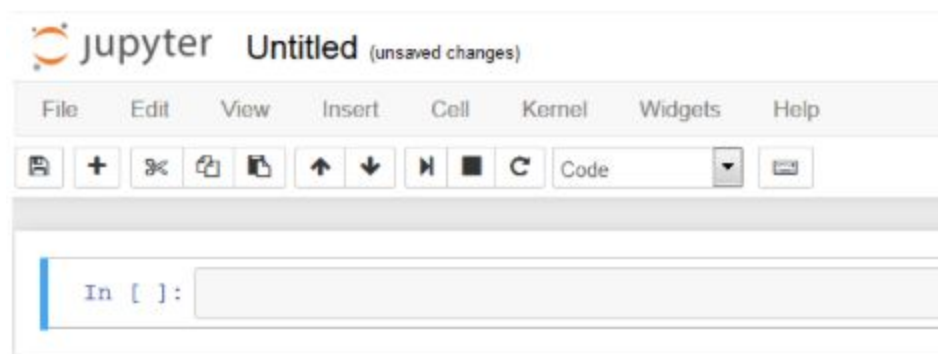 jupyter Untitled (unsaved changes)
File Edit View Insert Cell Kernel Widgets Help
Code
In [ ]: